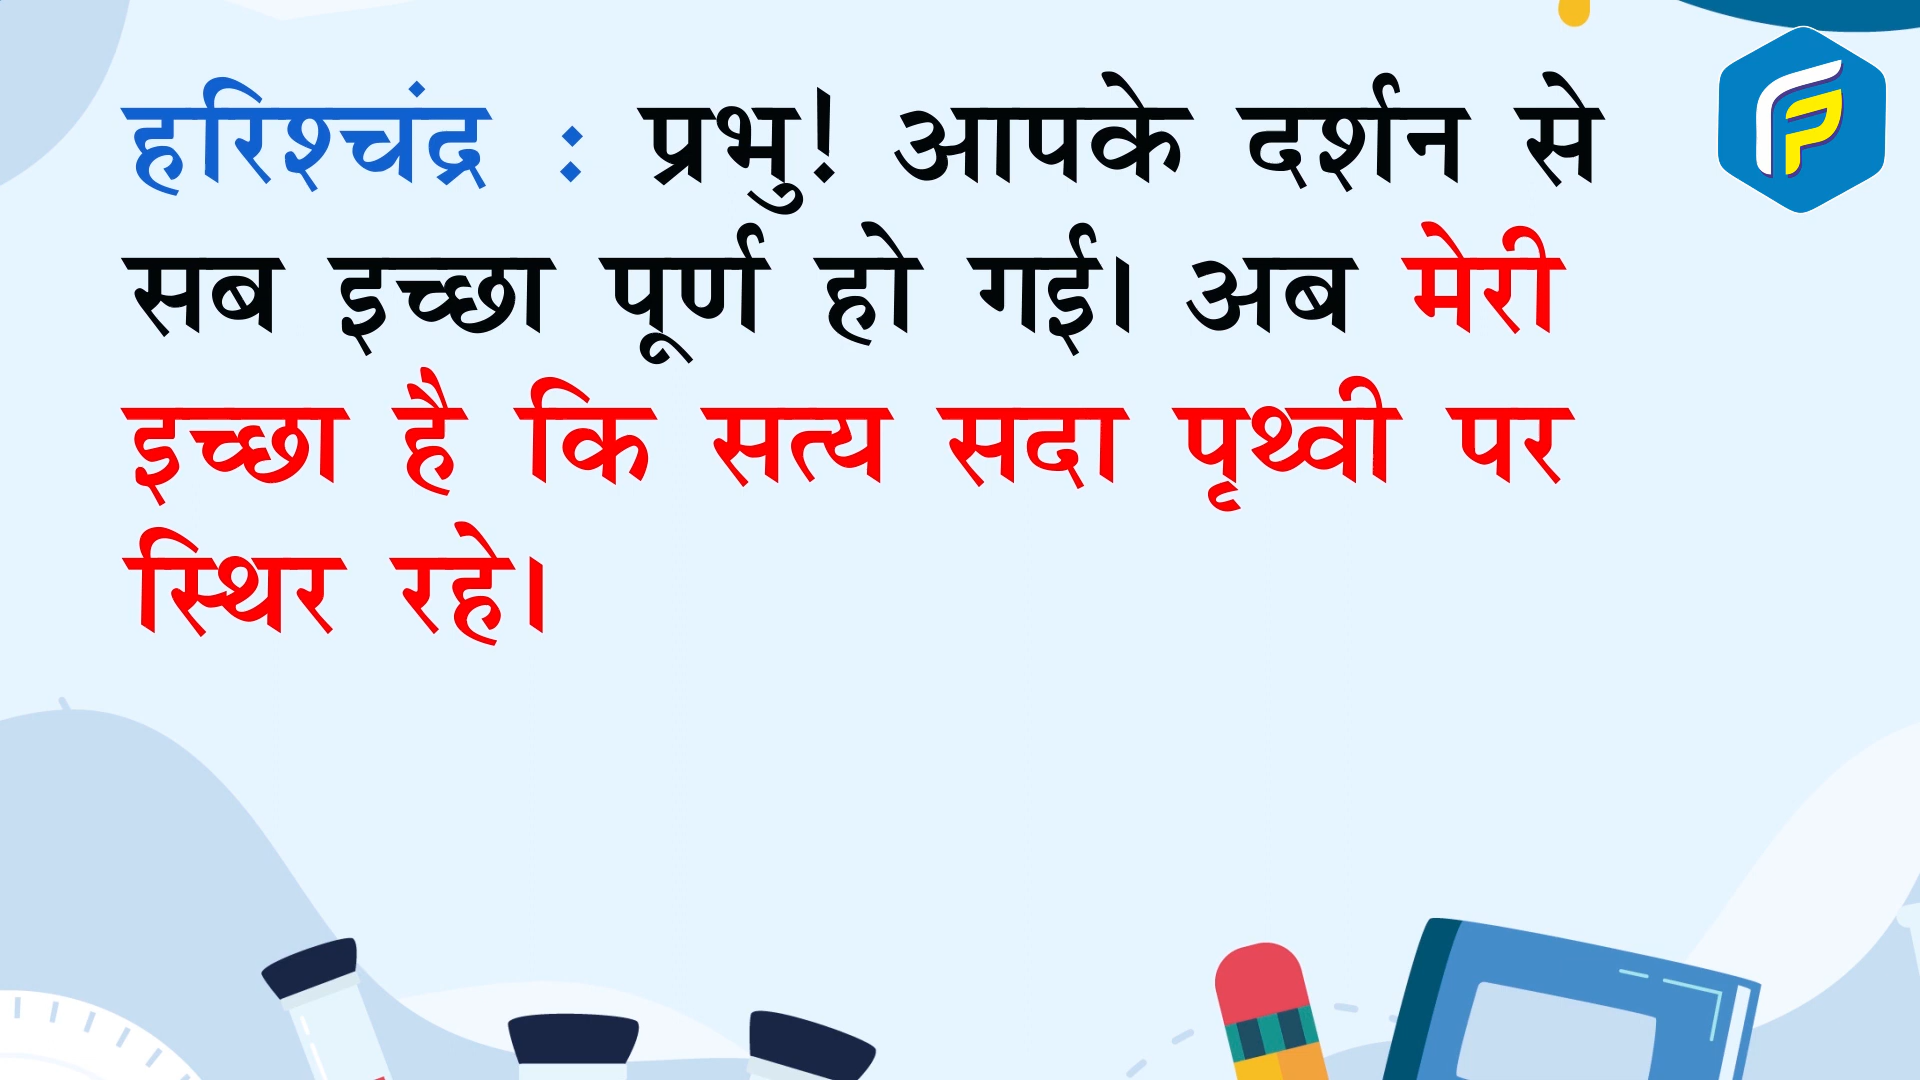 हरिश्चंद्र : प्रभु! आपके दर्शन से
सब इच्छा पूर्ण हो गई। अब मेरी
इच्छा है कि सत्य सदा पृथ्वी पर
स्थिर रहे।